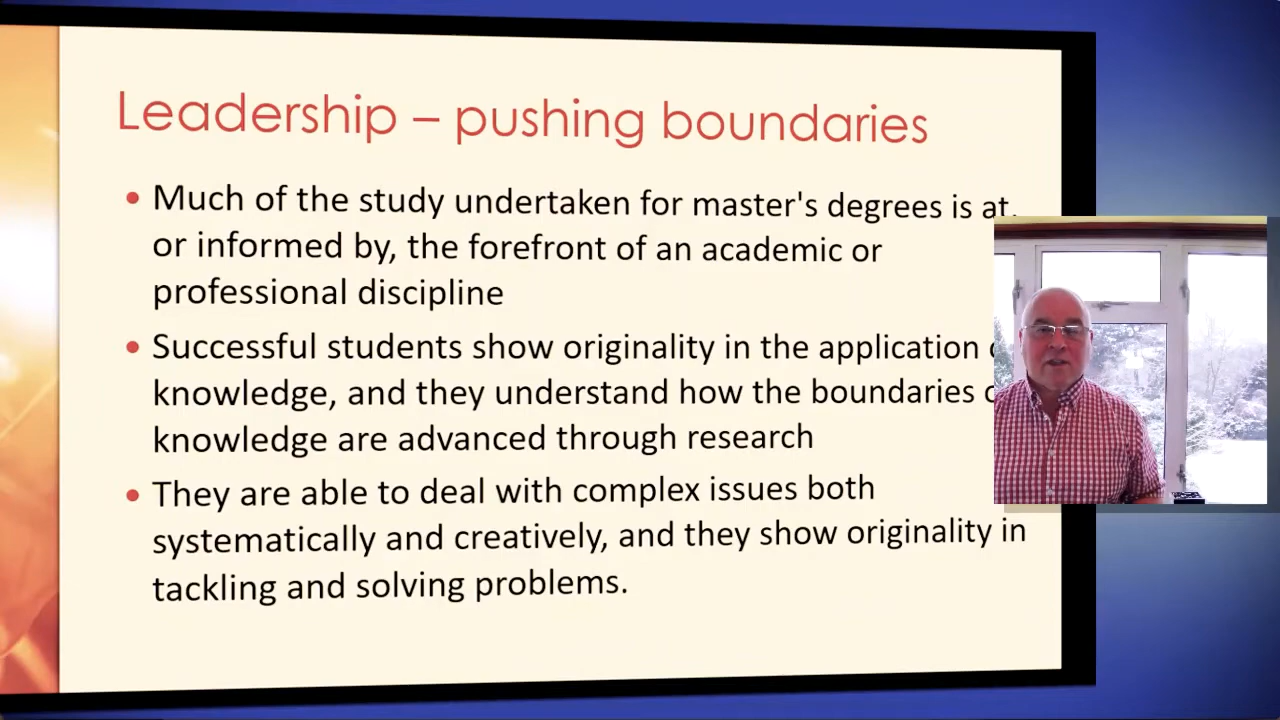 Leadership – pushing boundaries
• Much of the study undertaken for master's degrees is at,
or informed by, the forefront of an academic or
professional discipline
• Successful students show originality in the application
knowledge, and they understand how the boundaries
knowledge are advanced through research
• They are able to deal with complex issues both
systematically and creatively, and they show originality in
tackling and solving problems.